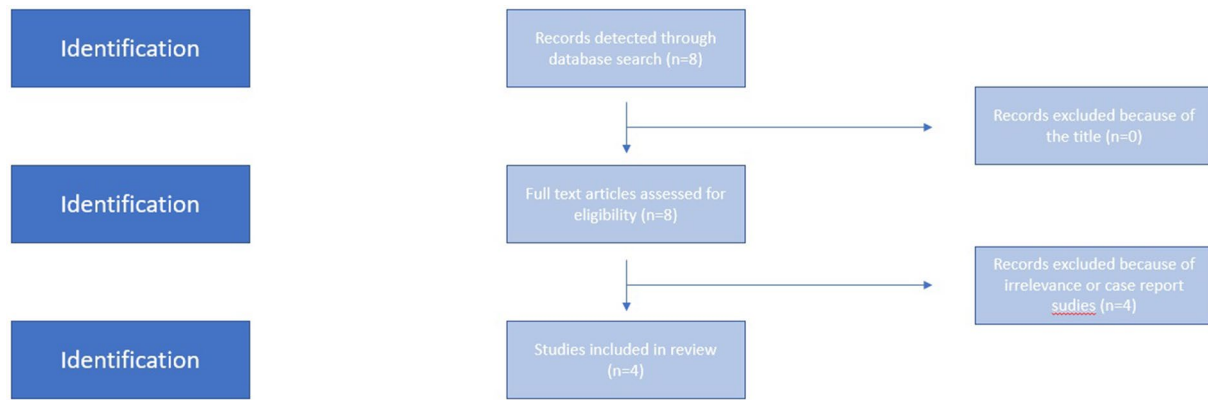 Identification
Records detected through
database search (n=8)
Records excluded because of
the title (n=0)
Identification
Full text articles assessed for
eligibility (n=8)
Records excluded because of
irrelevance or case report
sudies (n=4)
Identification
Studies included in review
(n=4)